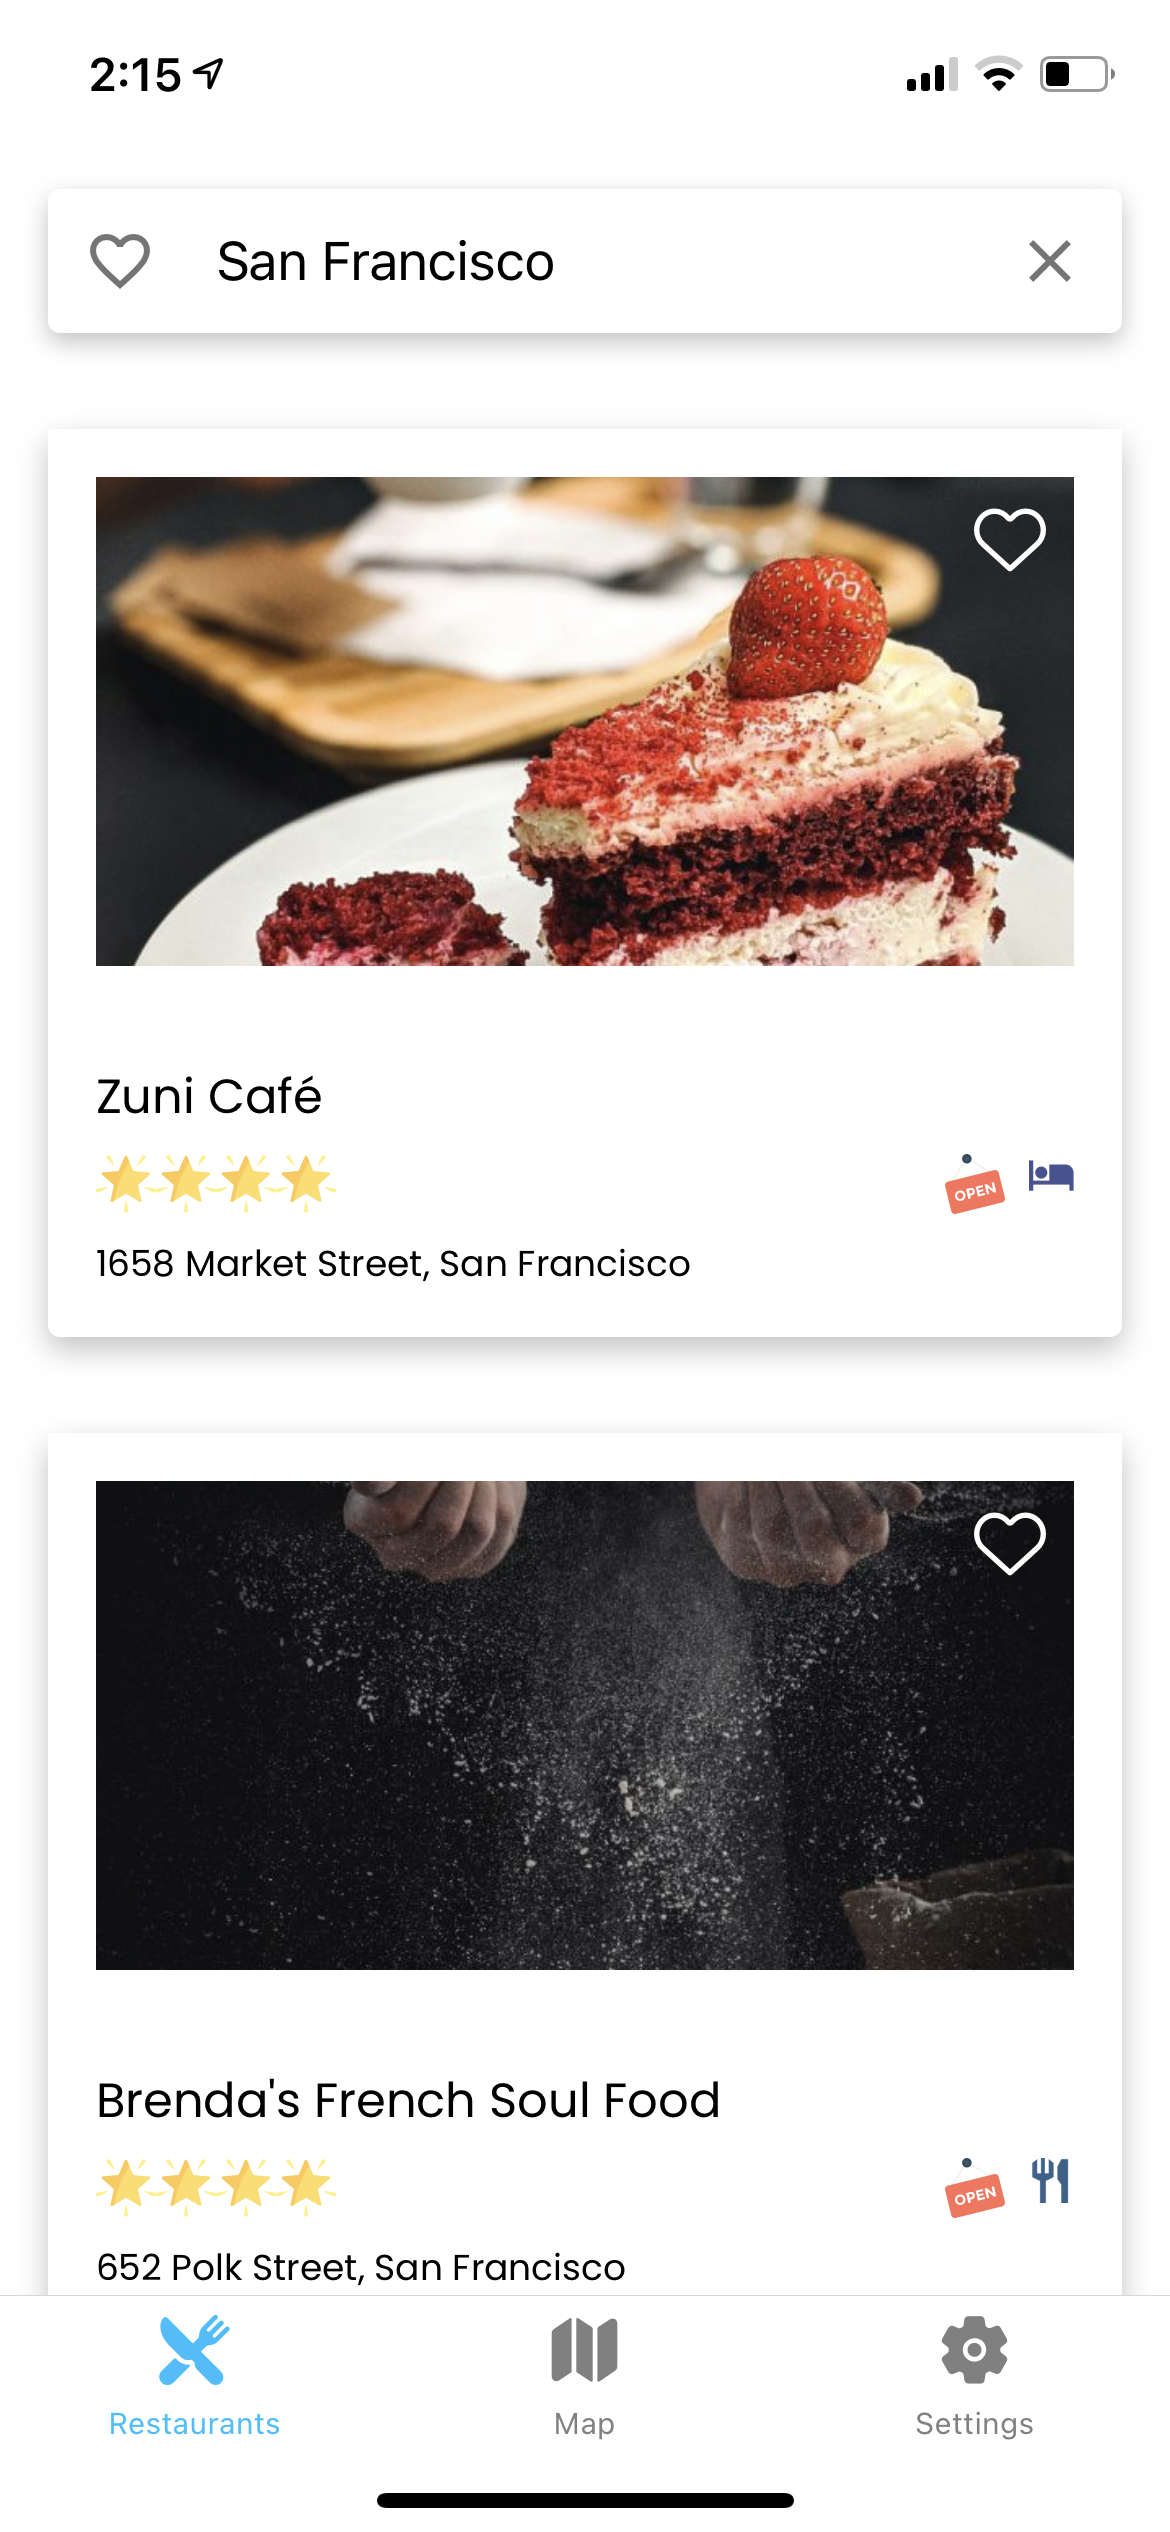 2:15
San Francisco
Zuni Café
OPEN
1658 Market Street, San Francisco
Brenda's French Soul Food
OPEN
652 Polk Street, San Francisco
Restaurants
Map
Settings